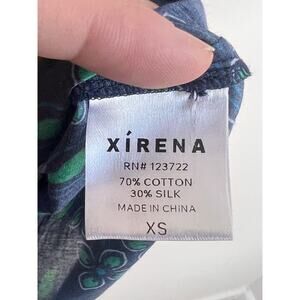 XÍRENA
RN# 123722
70% COTTON
30% SILK
MADE IN CHINA
XS